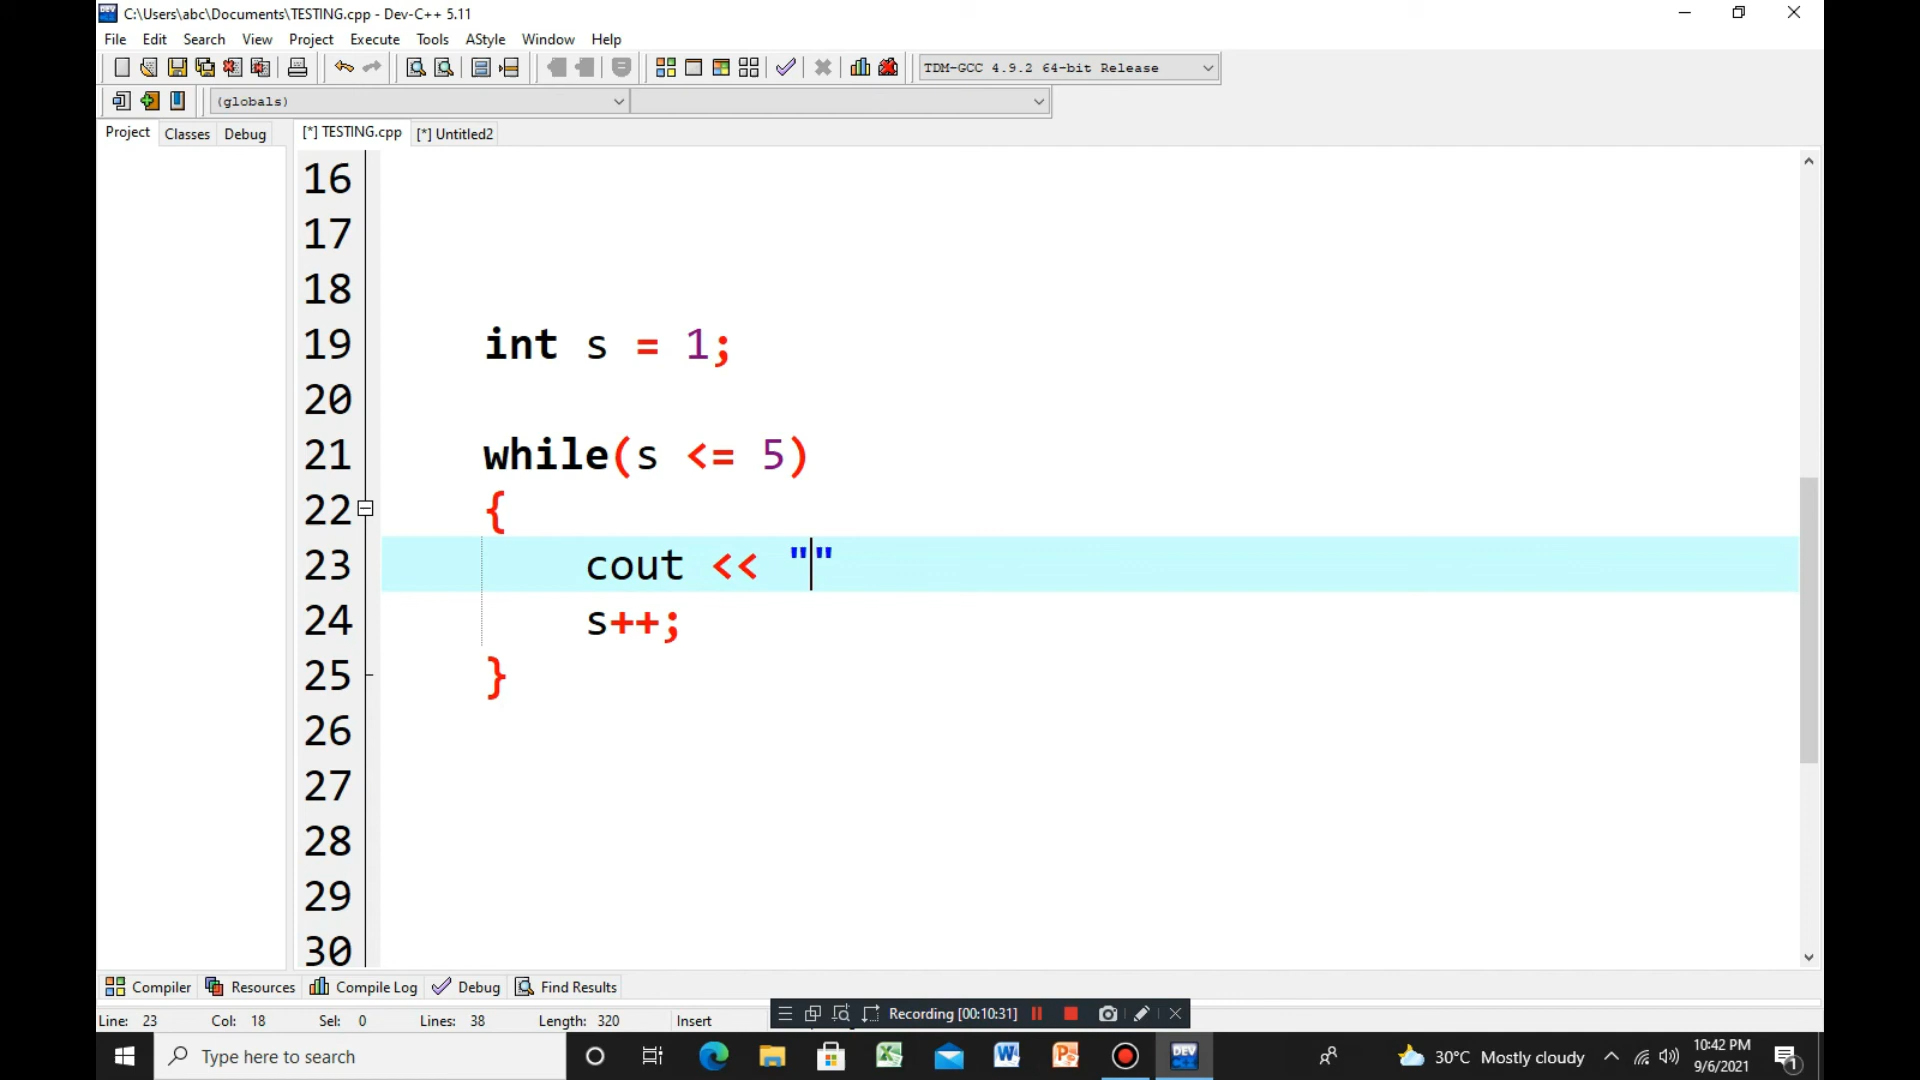 C:\Users\abc\Documents\TESTING.cpp - Dev-C++ 5.11
File Edit Search View Project Execute Tools AStyle Window Help
TDM-GCC 4.9.2 64-bit Release
(globals)
Project Classes Debug [*] TESTING.cpp [*] Untitled2
16
17
18
19 int s = 1;
20
21 while(s <= 5)
22 {
23 cout << ""
24 s++;
25 }
26
27
28
29
30
Compiler Resources Compile Log Debug Find Results
Line: 23 Col: 18 Sel: 0 Lines: 38 Length: 320 Insert
Recording [00:10:31]
Type here to search
30°C Mostly cloudy
10:42 PM
9/6/2021
1
DEV